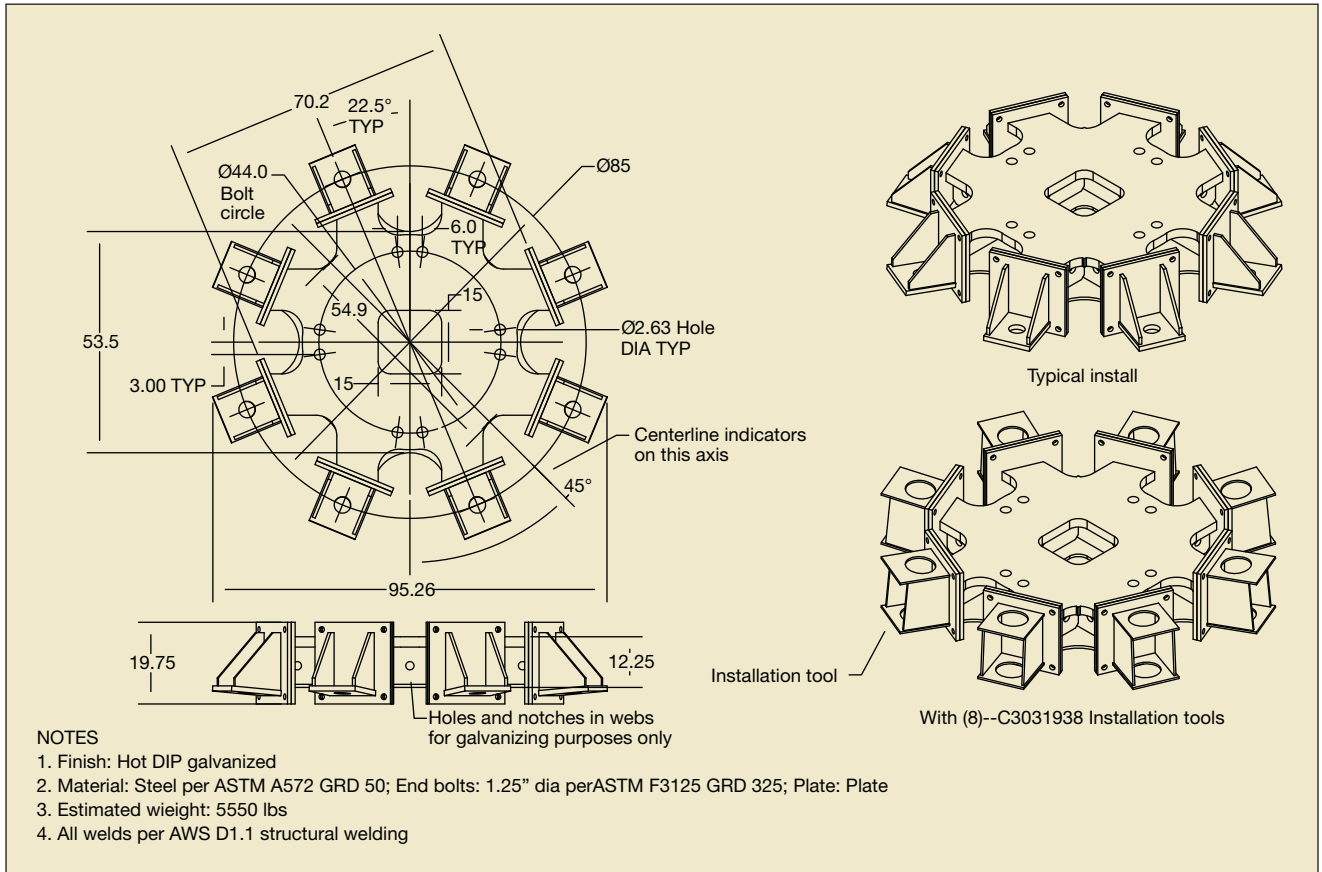 70.2
22.5°
TYP
Ø44.0
Bolt
circle
Ø85
6.0
TYP
15
54.9
53.5
Ø2.63 Hole
DIA TYP
3.00 TYP
15
Centerline indicators
on this axis
45°
95.26
19.75
12.25
Holes and notches in webs
for galvanizing purposes only
Typical install
Installation tool
With (8)--C3031938 Installation tools
NOTES
1. Finish: Hot DIP galvanized
2. Material: Steel per ASTM A572 GRD 50; End bolts: 1.25” dia perASTM F3125 GRD 325; Plate: Plate
3. Estimated wieight: 5550 lbs
4. All welds per AWS D1.1 structural welding